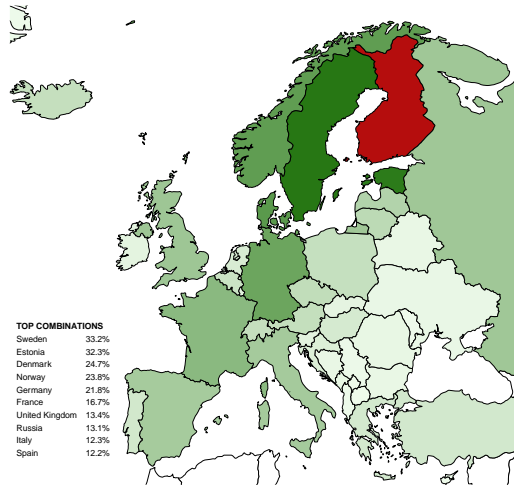 TOP COMBINATIONS
Sweden 33.2%
Estonia 32.3%
Denmark 24.7%
Norway 23.8%
Germany 21.8%
France 16.7%
United Kingdom 13.4%
Russia 13.1%
Italy 12.3%
Spain 12.2%